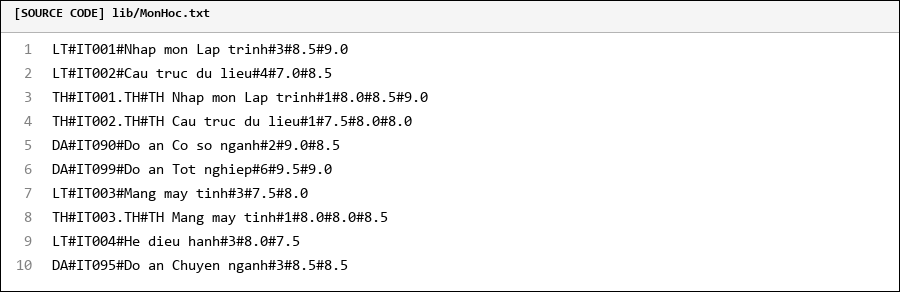 [SOURCE CODE] lib/MonHoc.txt
1 LT#IT001#Nhap mon Lap trinh#3#8.5#9.0
2 LT#IT002#Cau truc du lieu#4#7.0#8.5
3 TH#IT001.TH#TH Nhap mon Lap trinh#1#8.0#8.5#9.0
4 TH#IT002.TH#TH Cau truc du lieu#1#7.5#8.0#8.0
5 DA#IT090#Do an Co so nganh#2#9.0#8.5
6 DA#IT099#Do an Tot nghiep#6#9.5#9.0
7 LT#IT003#Mang may tinh#3#7.5#8.0
8 TH#IT003.TH#TH Mang may tinh#1#8.0#8.0#8.5
9 LT#IT004#He dieu hanh#3#8.0#7.5
10 DA#IT095#Do an Chuyen nganh#3#8.5#8.5